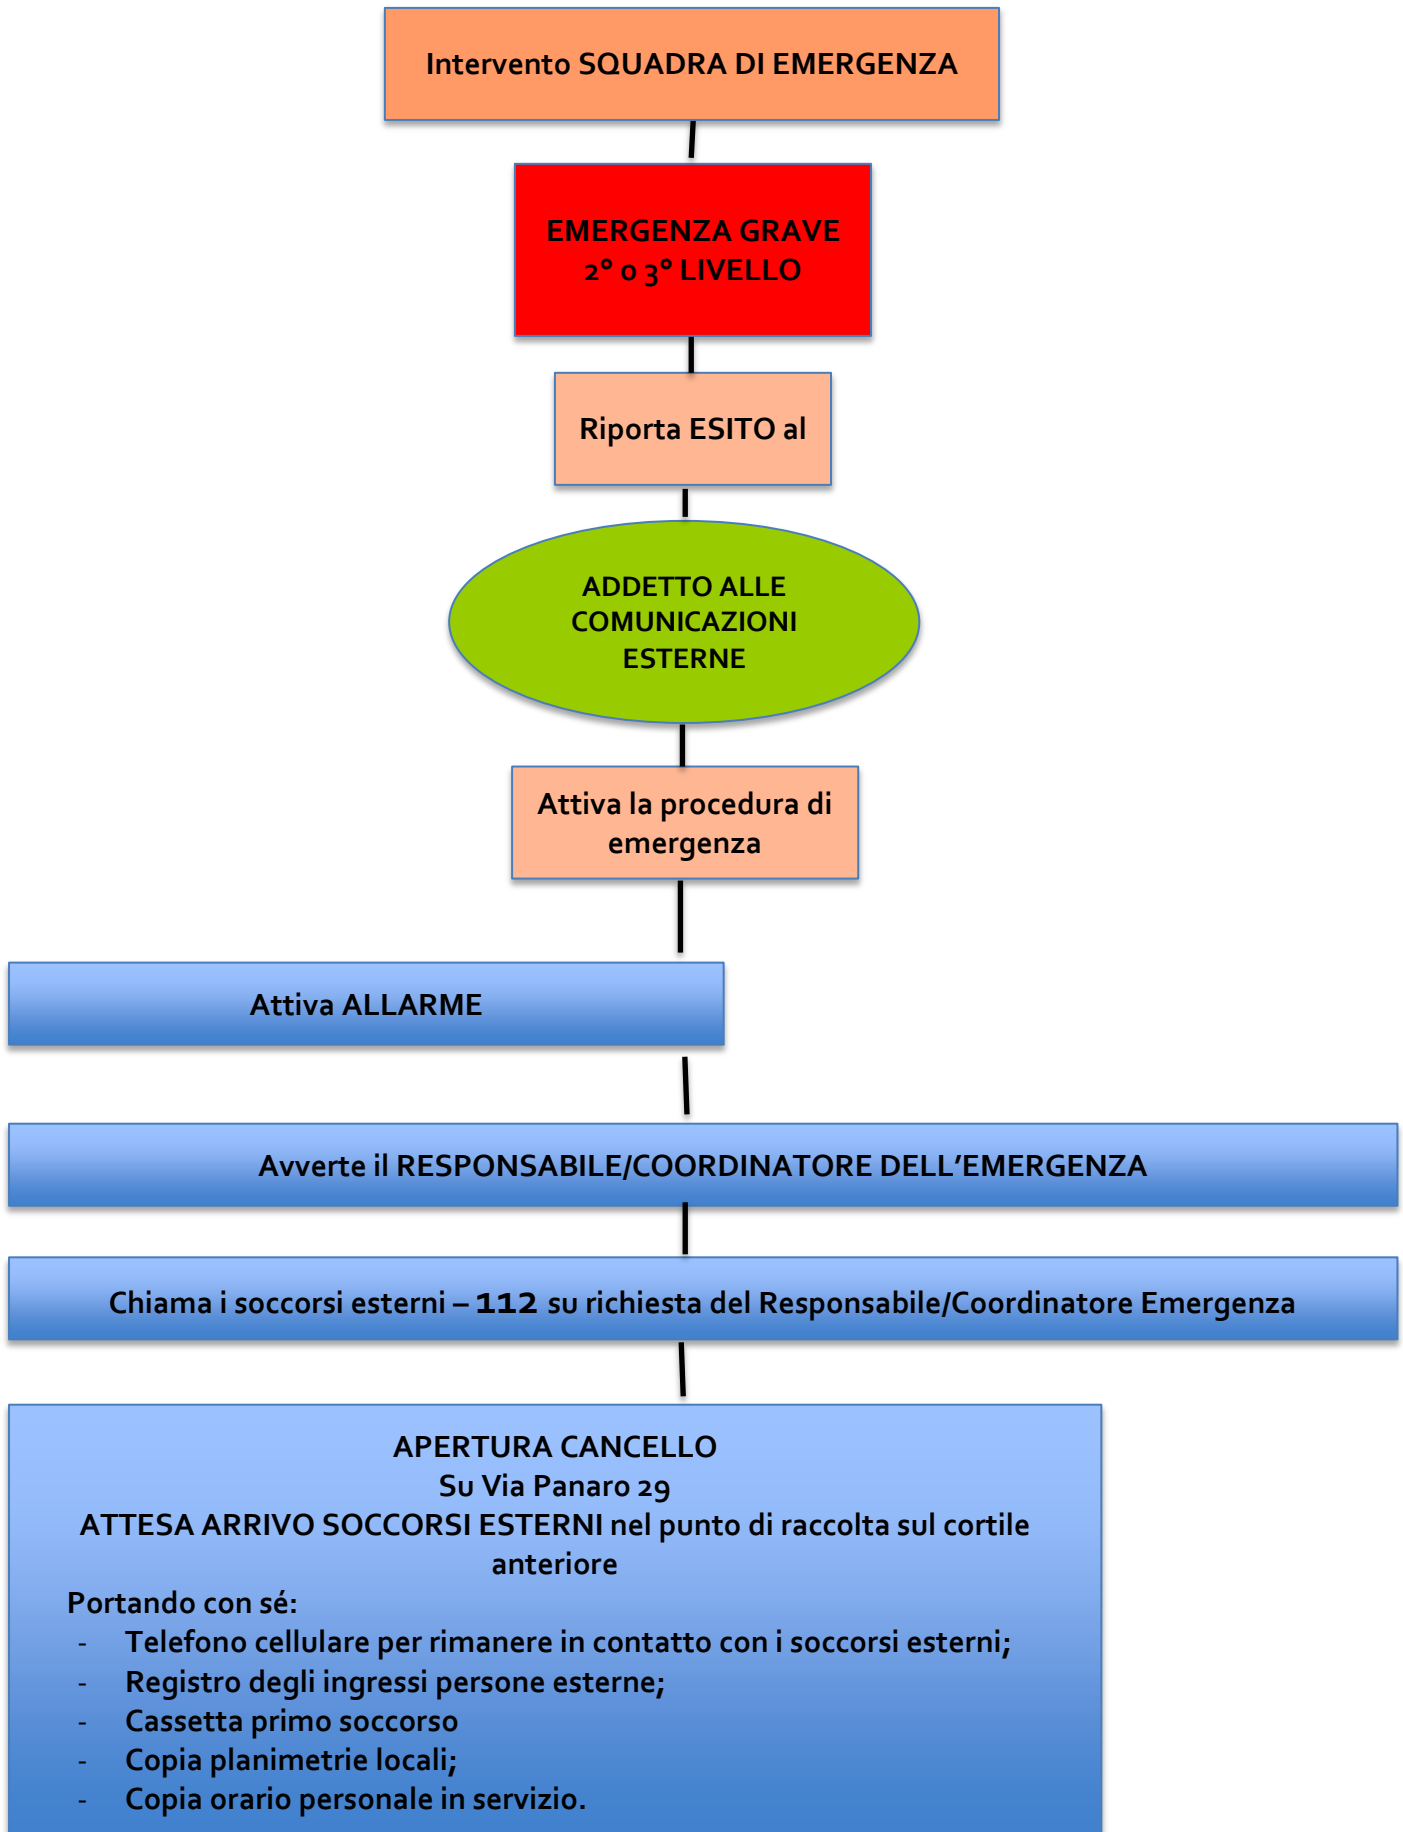 Intervento SQUADRA DI EMERGENZA
EMERGENZA GRAVE
2° o 3° LIVELLO
Riporta ESITO al
ADDETTO ALLE
COMUNICAZIONI
ESTERNE
Attiva la procedura di
emergenza
Attiva ALLARME
Avverte il RESPONSABILE/COORDINATORE DELL’EMERGENZA
Chiama i soccorsi esterni – 112 su richiesta del Responsabile/Coordinatore Emergenza
APERTURA CANCELLO
Su Via Panaro 29
ATTESA ARRIVO SOCCORSI ESTERNI nel punto di raccolta sul cortile
anteriore
Portando con sé:
- Telefono cellulare per rimanere in contatto con i soccorsi esterni;
- Registro degli ingressi persone esterne;
- Cassetta primo soccorso
- Copia planimetrie locali;
- Copia orario personale in servizio.